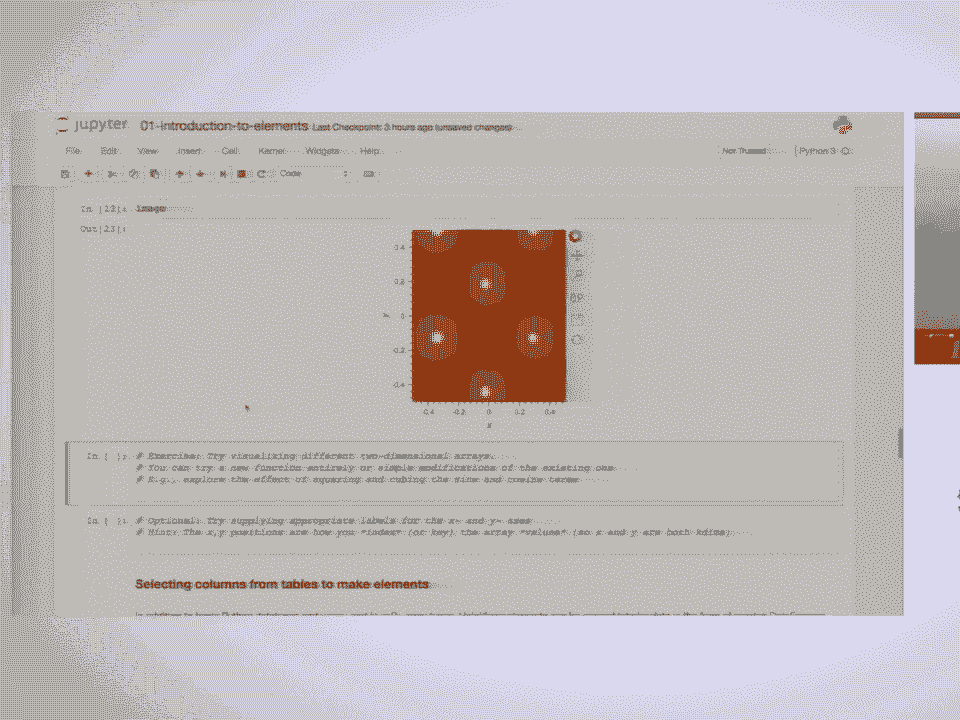 jupyter 01-introduction-to-elements Last Checkpoint: 3 hours ago (unsaved changes)
File Edit View Insert Cell Kernel Widgets Help
Not Trusted Python 3
Code
In [23]: image
Out[23]:
0.4
0.2
0
-0.2
-0.4
y
-0.4 -0.2 0 0.2 0.4
x
In [ ]: # Exercise: Try visualizing different two-dimensional arrays.
# You can try a new function entirely or simple modifications of the existing one
# E.g., explore the effect of squaring and cubing the sine and cosine terms
In [ ]: # Optional: Try supplying appropriate labels for the x- and y- axes
# Hint: The x,y positions are how you *index* (or key) the array *values* (so x and y are both kdims)
Selecting columns from tables to make elements